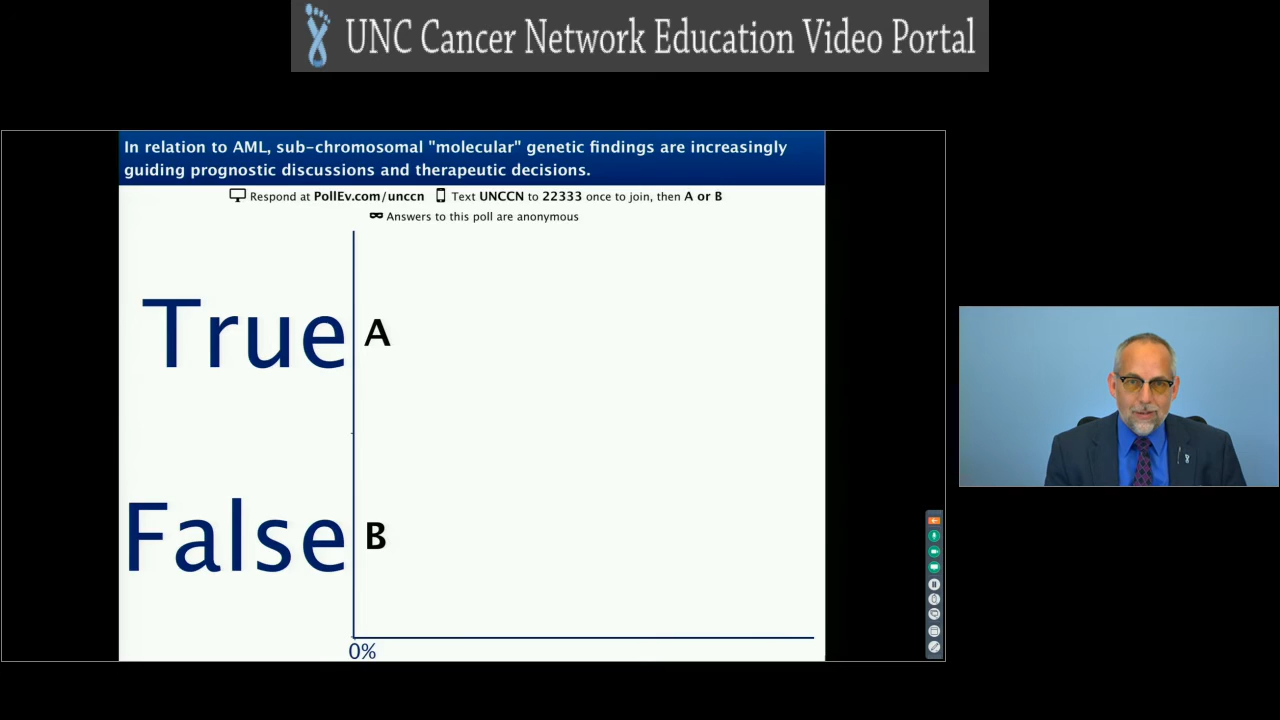 UNC Cancer Network Education Video Portal
In relation to AML, sub-chromosomal "molecular" genetic findings are increasingly
guiding prognostic discussions and therapeutic decisions.
Respond at PollEv.com/unccn Text UNCCN to 22333 once to join, then A or B
Answers to this poll are anonymous
True A
False B
0%